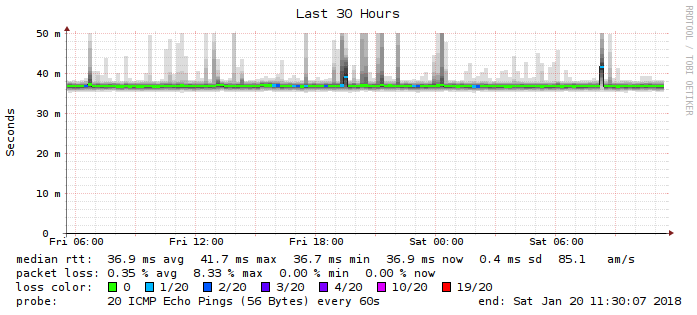 Last 30 Hours
RRDTOOL / TOBI OETIKER
Seconds
50 m
40 m
30 m
20 m
10 m
0
Fri 06:00 Fri 12:00 Fri 18:00 Sat 00:00 Sat 06:00
median rtt: 36.9 ms avg 41.7 ms max 36.7 ms min 36.9 ms now 0.4 ms sd 85.1 am/s
packet loss: 0.35 % avg 8.33 % max 0.00 % min 0.00 % now
loss color: 0 1/20 2/20 3/20 4/20 10/20 19/20
probe: 20 ICMP Echo Pings (56 Bytes) every 60s end: Sat Jan 20 11:30:07 2018